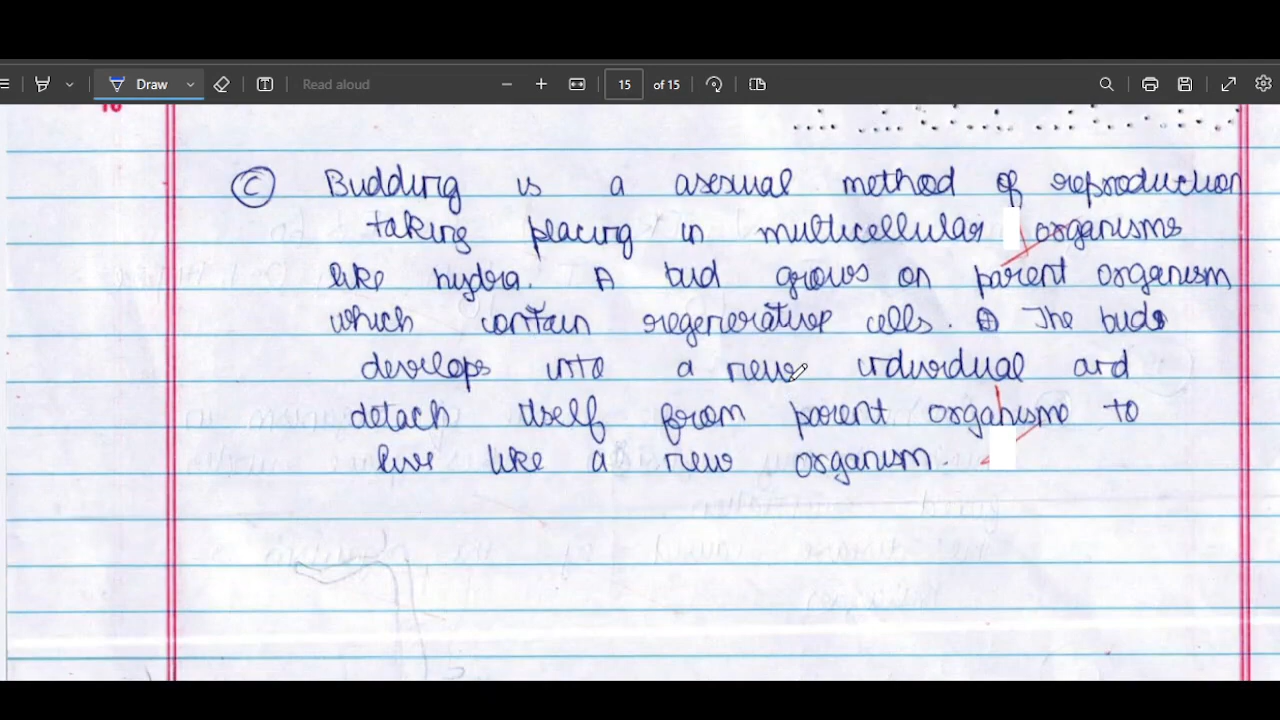 Draw
Read aloud
15 of 15
C Budding is a asexual method of reproduction
taking placing in multicellular organisms
like hydra. A bud grows on parent organism
which contain regenerative cells. The buds
develops into a new individual and
detach itself from parent organisms to
live like a new organism.